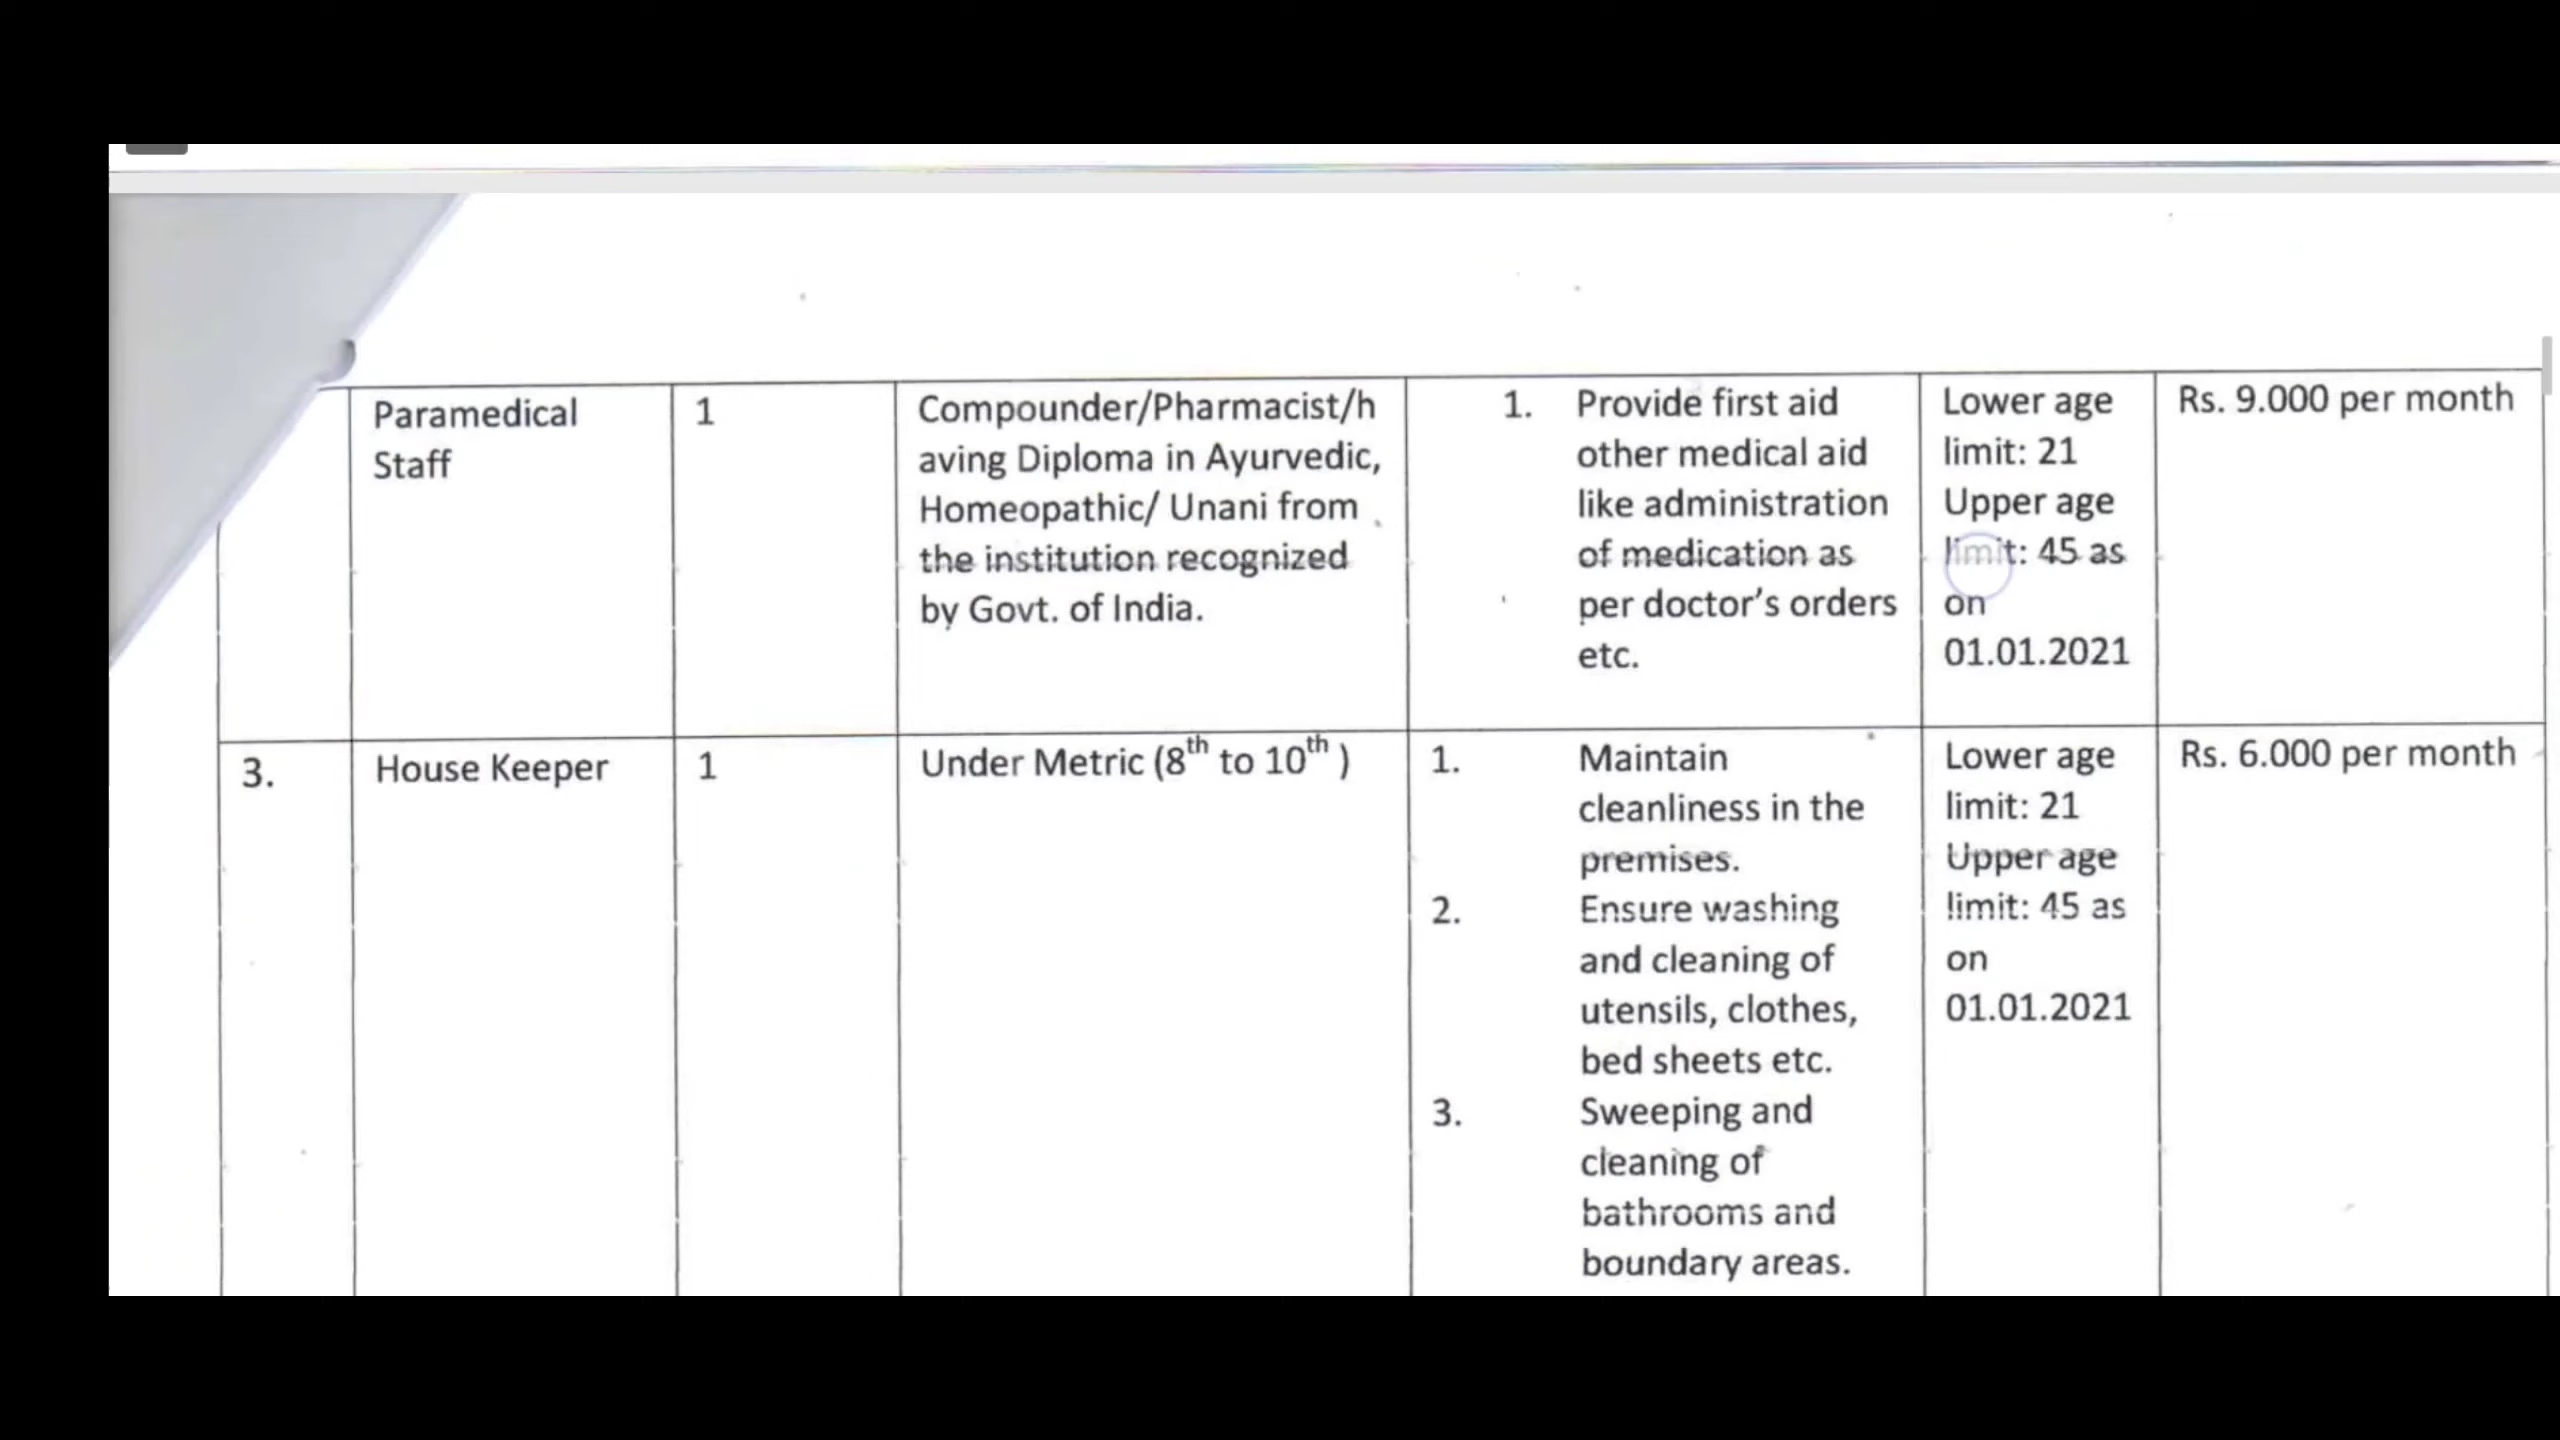 Paramedical
Staff
1
Compounder/Pharmacist/h
aving Diploma in Ayurvedic,
Homeopathic/ Unani from
the institution recognized
by Govt. of India.
1. Provide first aid
other medical aid
like administration
of medication as
per doctor's orders
etc.
Lower age
limit: 21
Upper age
limit: 45 as
on
01.01.2021
Rs. 9.000 per month
3.
House Keeper
1
Under Metric (8th to 10th )
1. Maintain
cleanliness in the
premises.
2. Ensure washing
and cleaning of
utensils, clothes,
bed sheets etc.
3. Sweeping and
cleaning of
bathrooms and
boundary areas.
Lower age
limit: 21
Upper age
limit: 45 as
on
01.01.2021
Rs. 6.000 per month